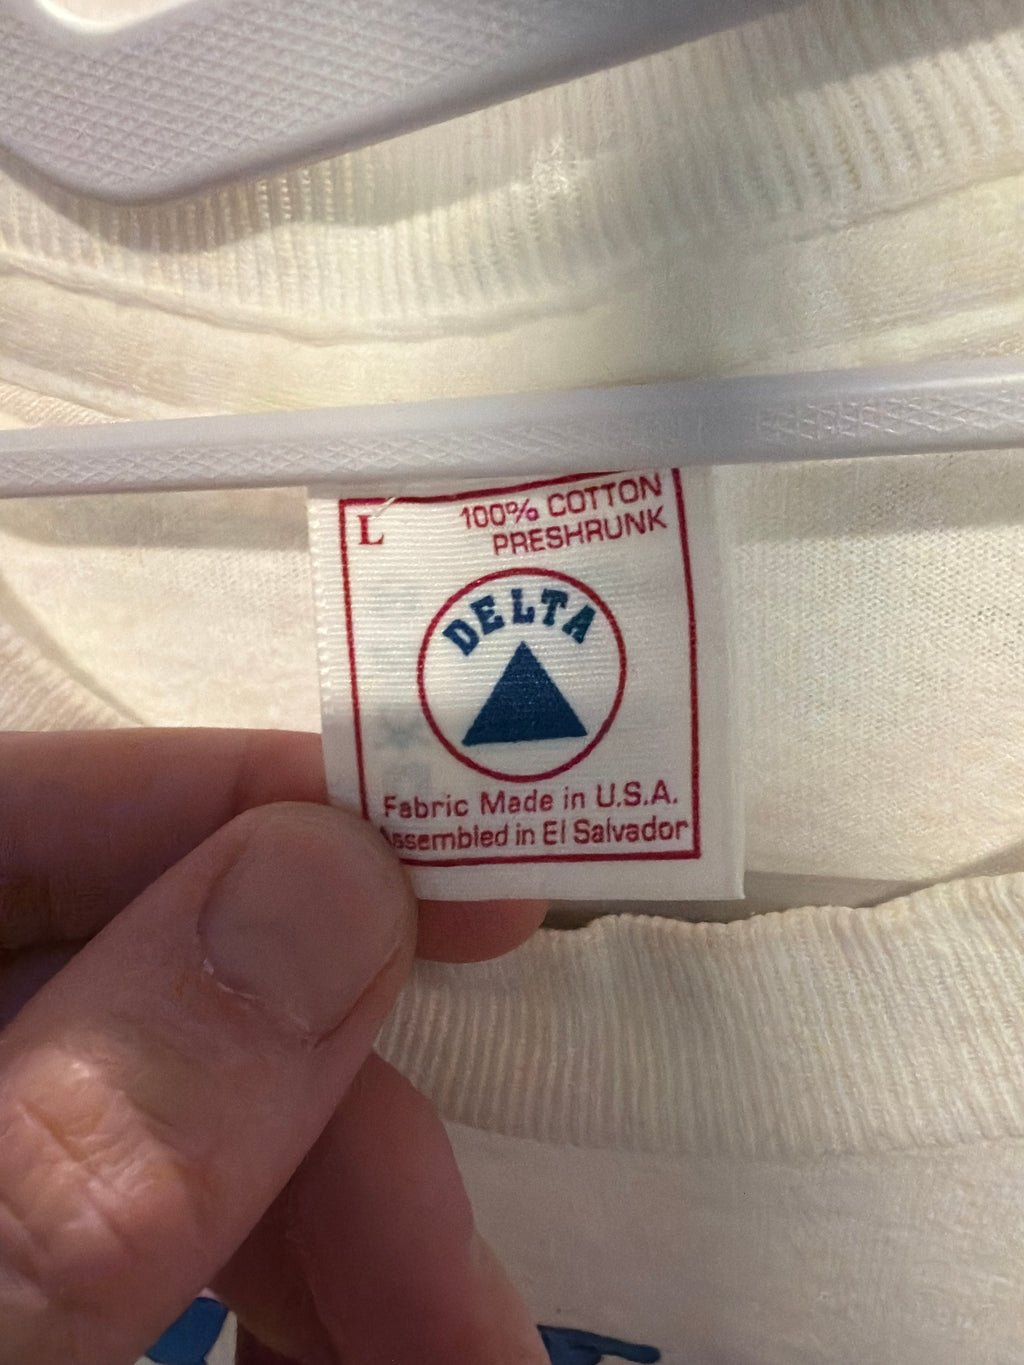 L
100% COTTON
PRESHRUNK
DELTA
Fabric Made in U.S.A.
Assembled in El Salvador